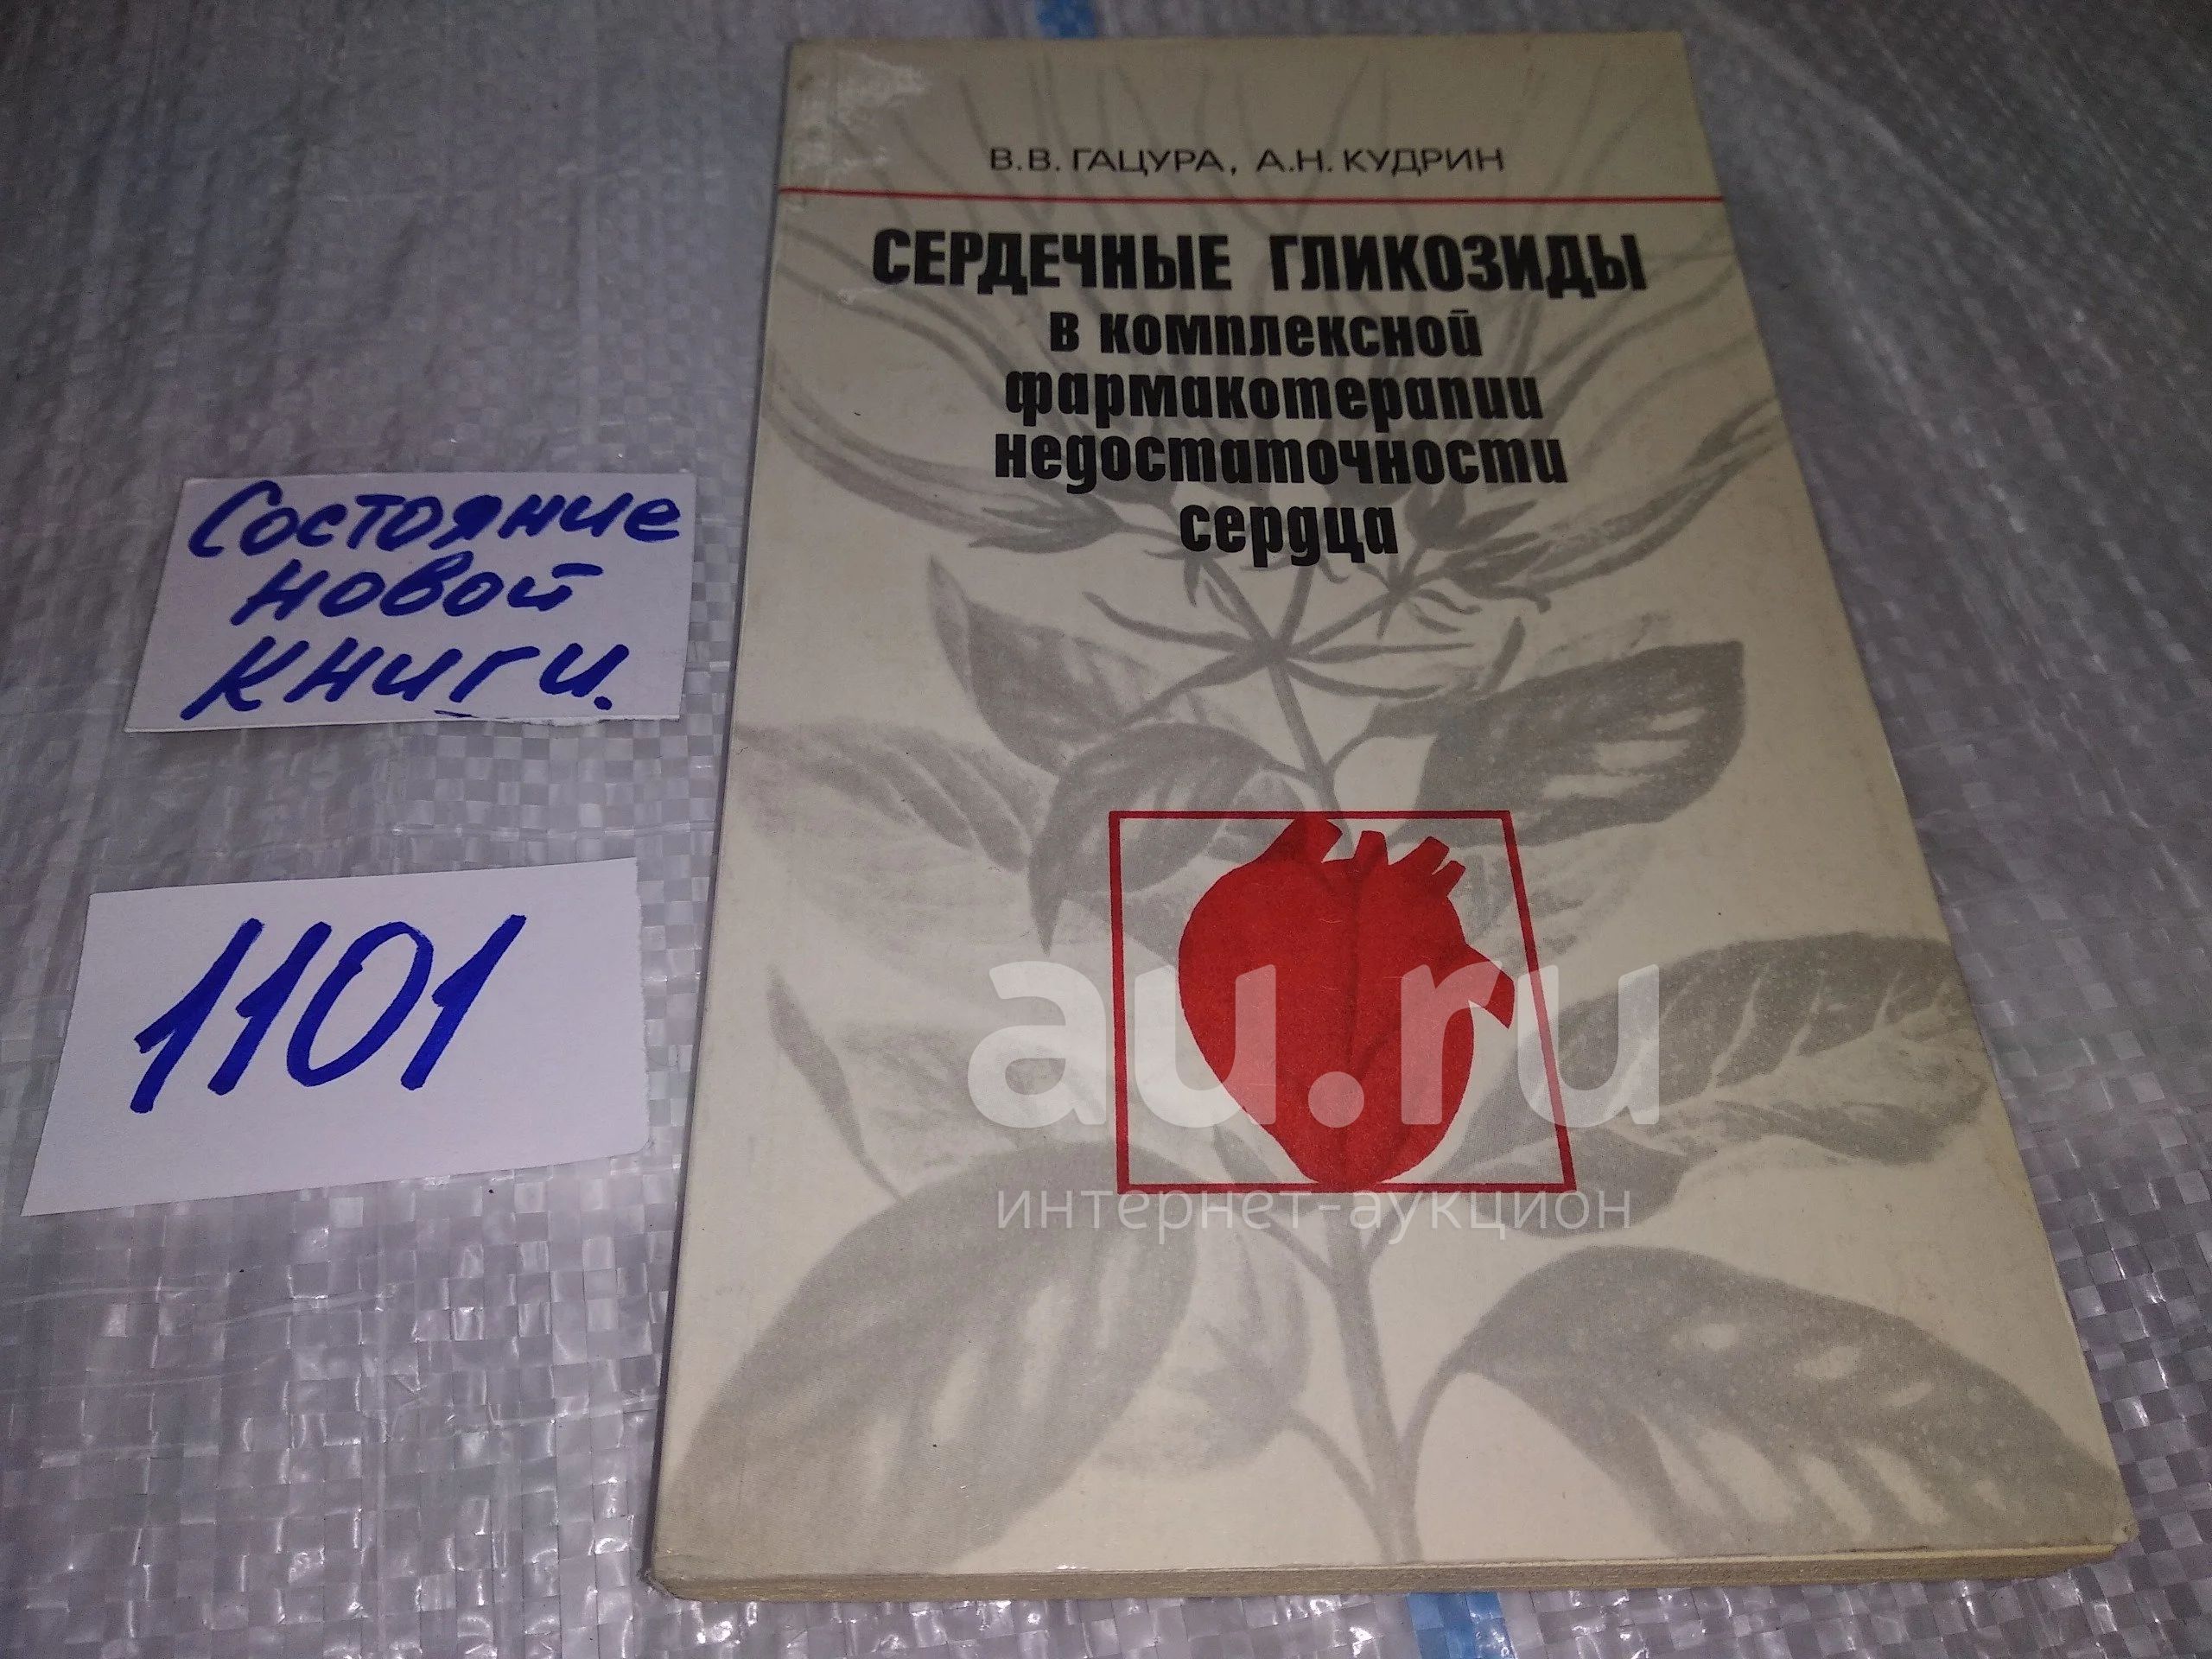 В.В. ГАЦУРА, А.Н. КУДРИН
СЕРДЕЧНЫЕ ГЛИКОЗИДЫ
в комплексной
фармакотерапии
недостаточности
сердца
Состояние
новой
книги.
1101
au.ru
интернет-аукцион